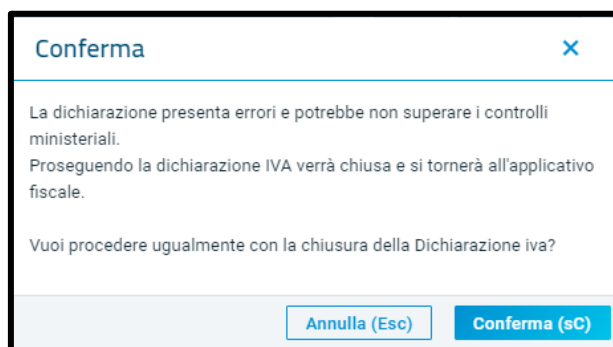 Conferma
La dichiarazione presenta errori e potrebbe non superare i controlli
ministeriali.
Proseguendo la dichiarazione IVA verrà chiusa e si tornerà all'applicativo
fiscale.
Vuoi procedere ugualmente con la chiusura della Dichiarazione iva?
Annulla (Esc) Conferma (sC)